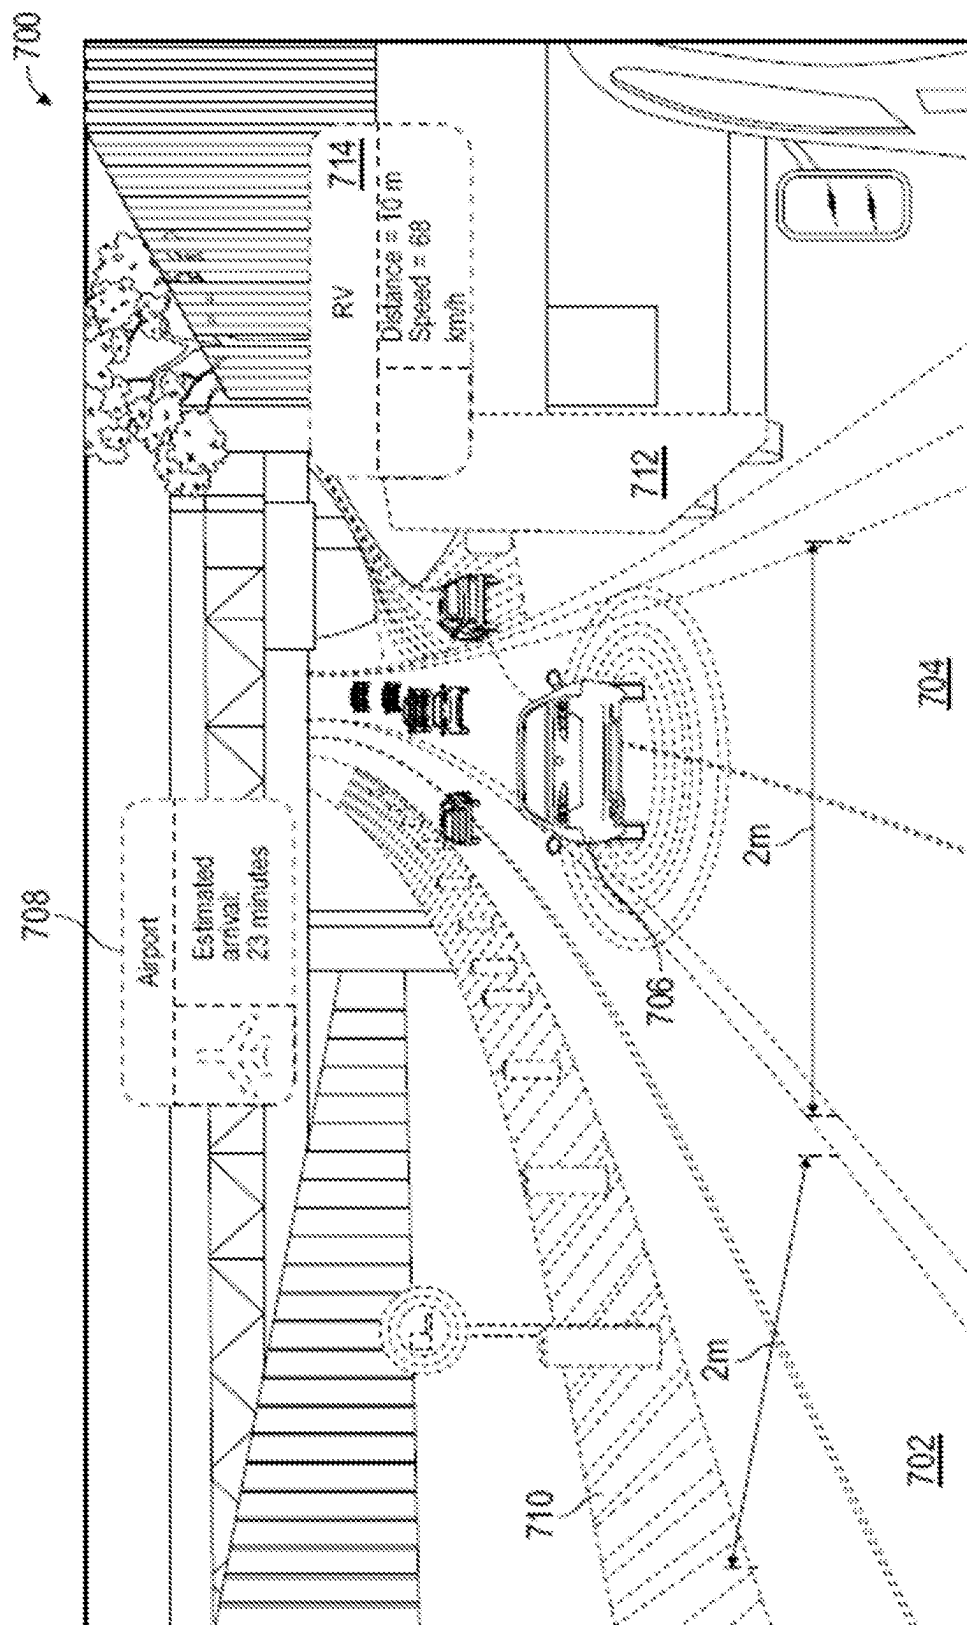 700
708
Airport
Estimated
arrival:
23 minutes
RV
714
Distance = 10 m
Speed = 68
km/h
712
706
710
2m
2m
702
704